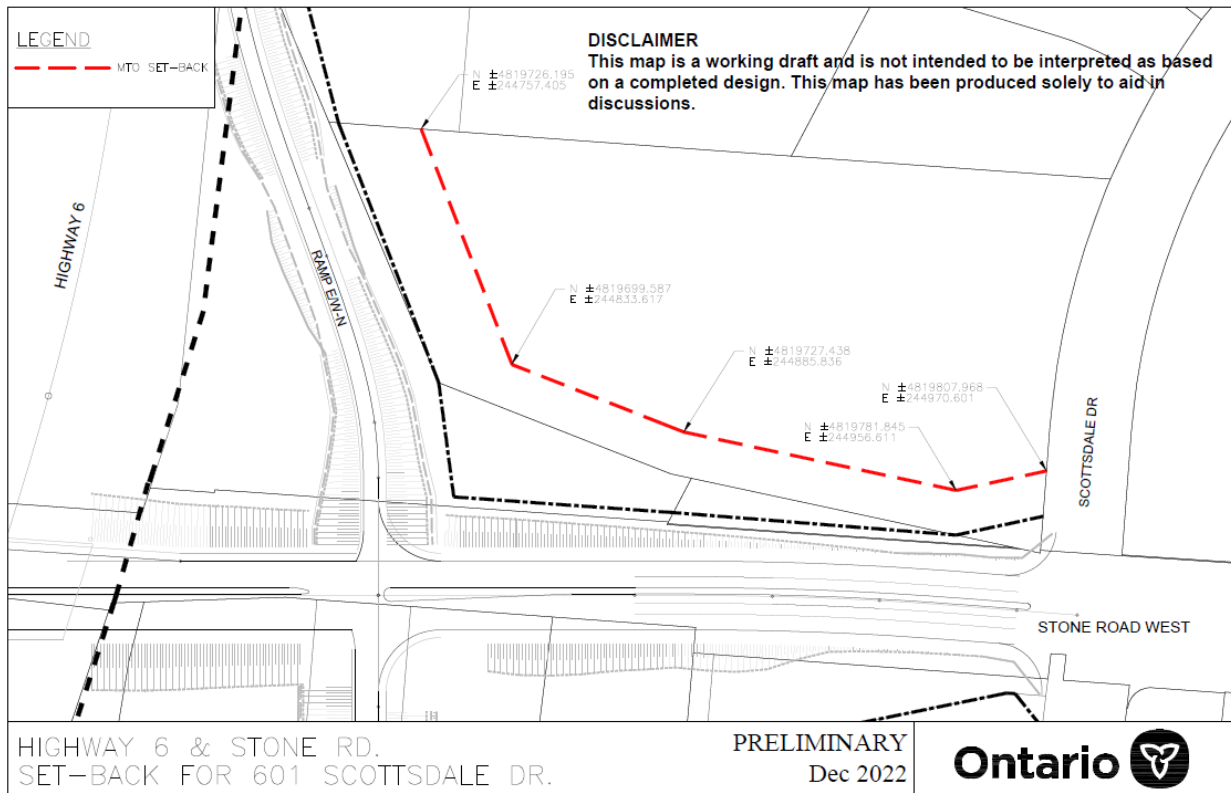 LEGEND
MTO SET-BACK
DISCLAIMER
This map is a working draft and is not intended to be interpreted as based
on a completed design. This map has been produced solely to aid in
discussions.
N ±4819726.195
E ±244757.405
HIGHWAY 6
RAMP E/W-N
N ±4819699.587
E ±244833.617
N ±4819727.438
E ±244885.836
N ±4819807.968
E ±244970.601
N ±4819781.845
E ±244956.611
SCOTTSDALE DR
STONE ROAD WEST
HIGHWAY 6 & STONE RD.
SET-BACK FOR 601 SCOTTSDALE DR.
PRELIMINARY
Dec 2022
Ontario